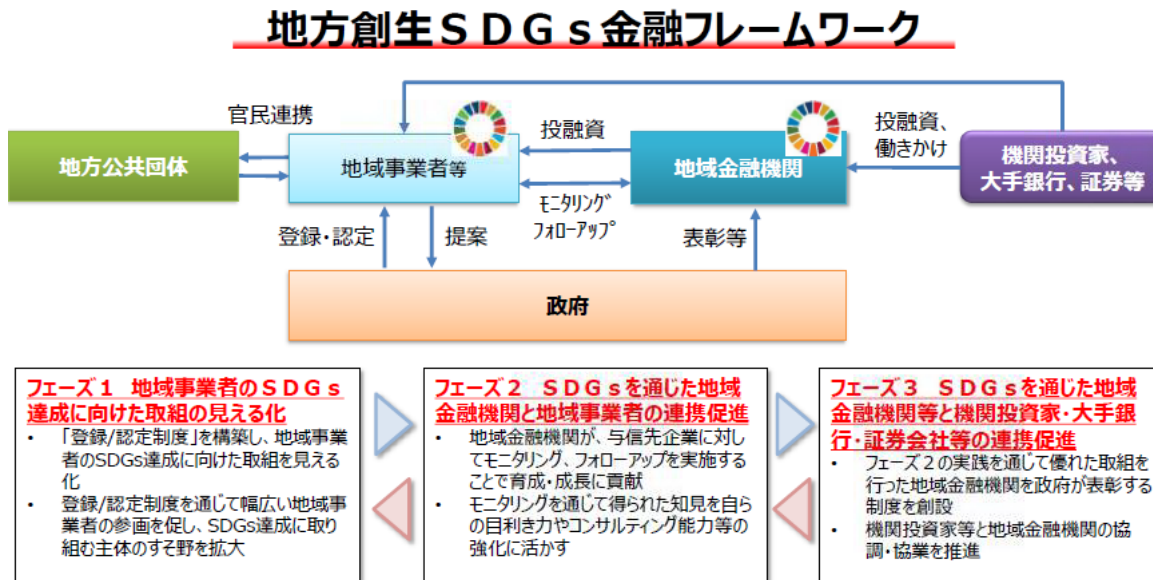 地方創生ＳＤＧｓ金融フレームワーク
官民連携
投融資
投融資、
働きかけ
地方公共団体
地域事業者等
地域金融機関
機関投資家、
大手銀行、証券等
ﾓﾆﾀﾘﾝｸﾞ
ﾌｫﾛｰｱｯﾌﾟ
登録・認定
提案
表彰等
政府
フェーズ１　地域事業者のＳＤＧｓ
達成に向けた取組の見える化
• 「登録/認定制度」を構築し、地域事業
者のSDGs達成に向けた取組を見える
化
• 登録/認定制度を通じて幅広い地域事
業者の参画を促し、SDGs達成に取り
組む主体のすそ野を拡大
フェーズ２　ＳＤＧｓを通じた地域
金融機関と地域事業者の連携促進
• 地域金融機関が、与信先企業に対し
てモニタリング、フォローアップを実施する
ことで育成・成長に貢献
• モニタリングを通じて得られた知見を自ら
の目利き力やコンサルティング能力等の
強化に活かす
フェーズ３　ＳＤＧｓを通じた地域
金融機関等と機関投資家・大手銀
行・証券会社等の連携促進
• フェーズ２の実践を通じて優れた取組を
行った地域金融機関を政府が表彰する
制度を創設
• 機関投資家等と地域金融機関の協
調・協業を推進